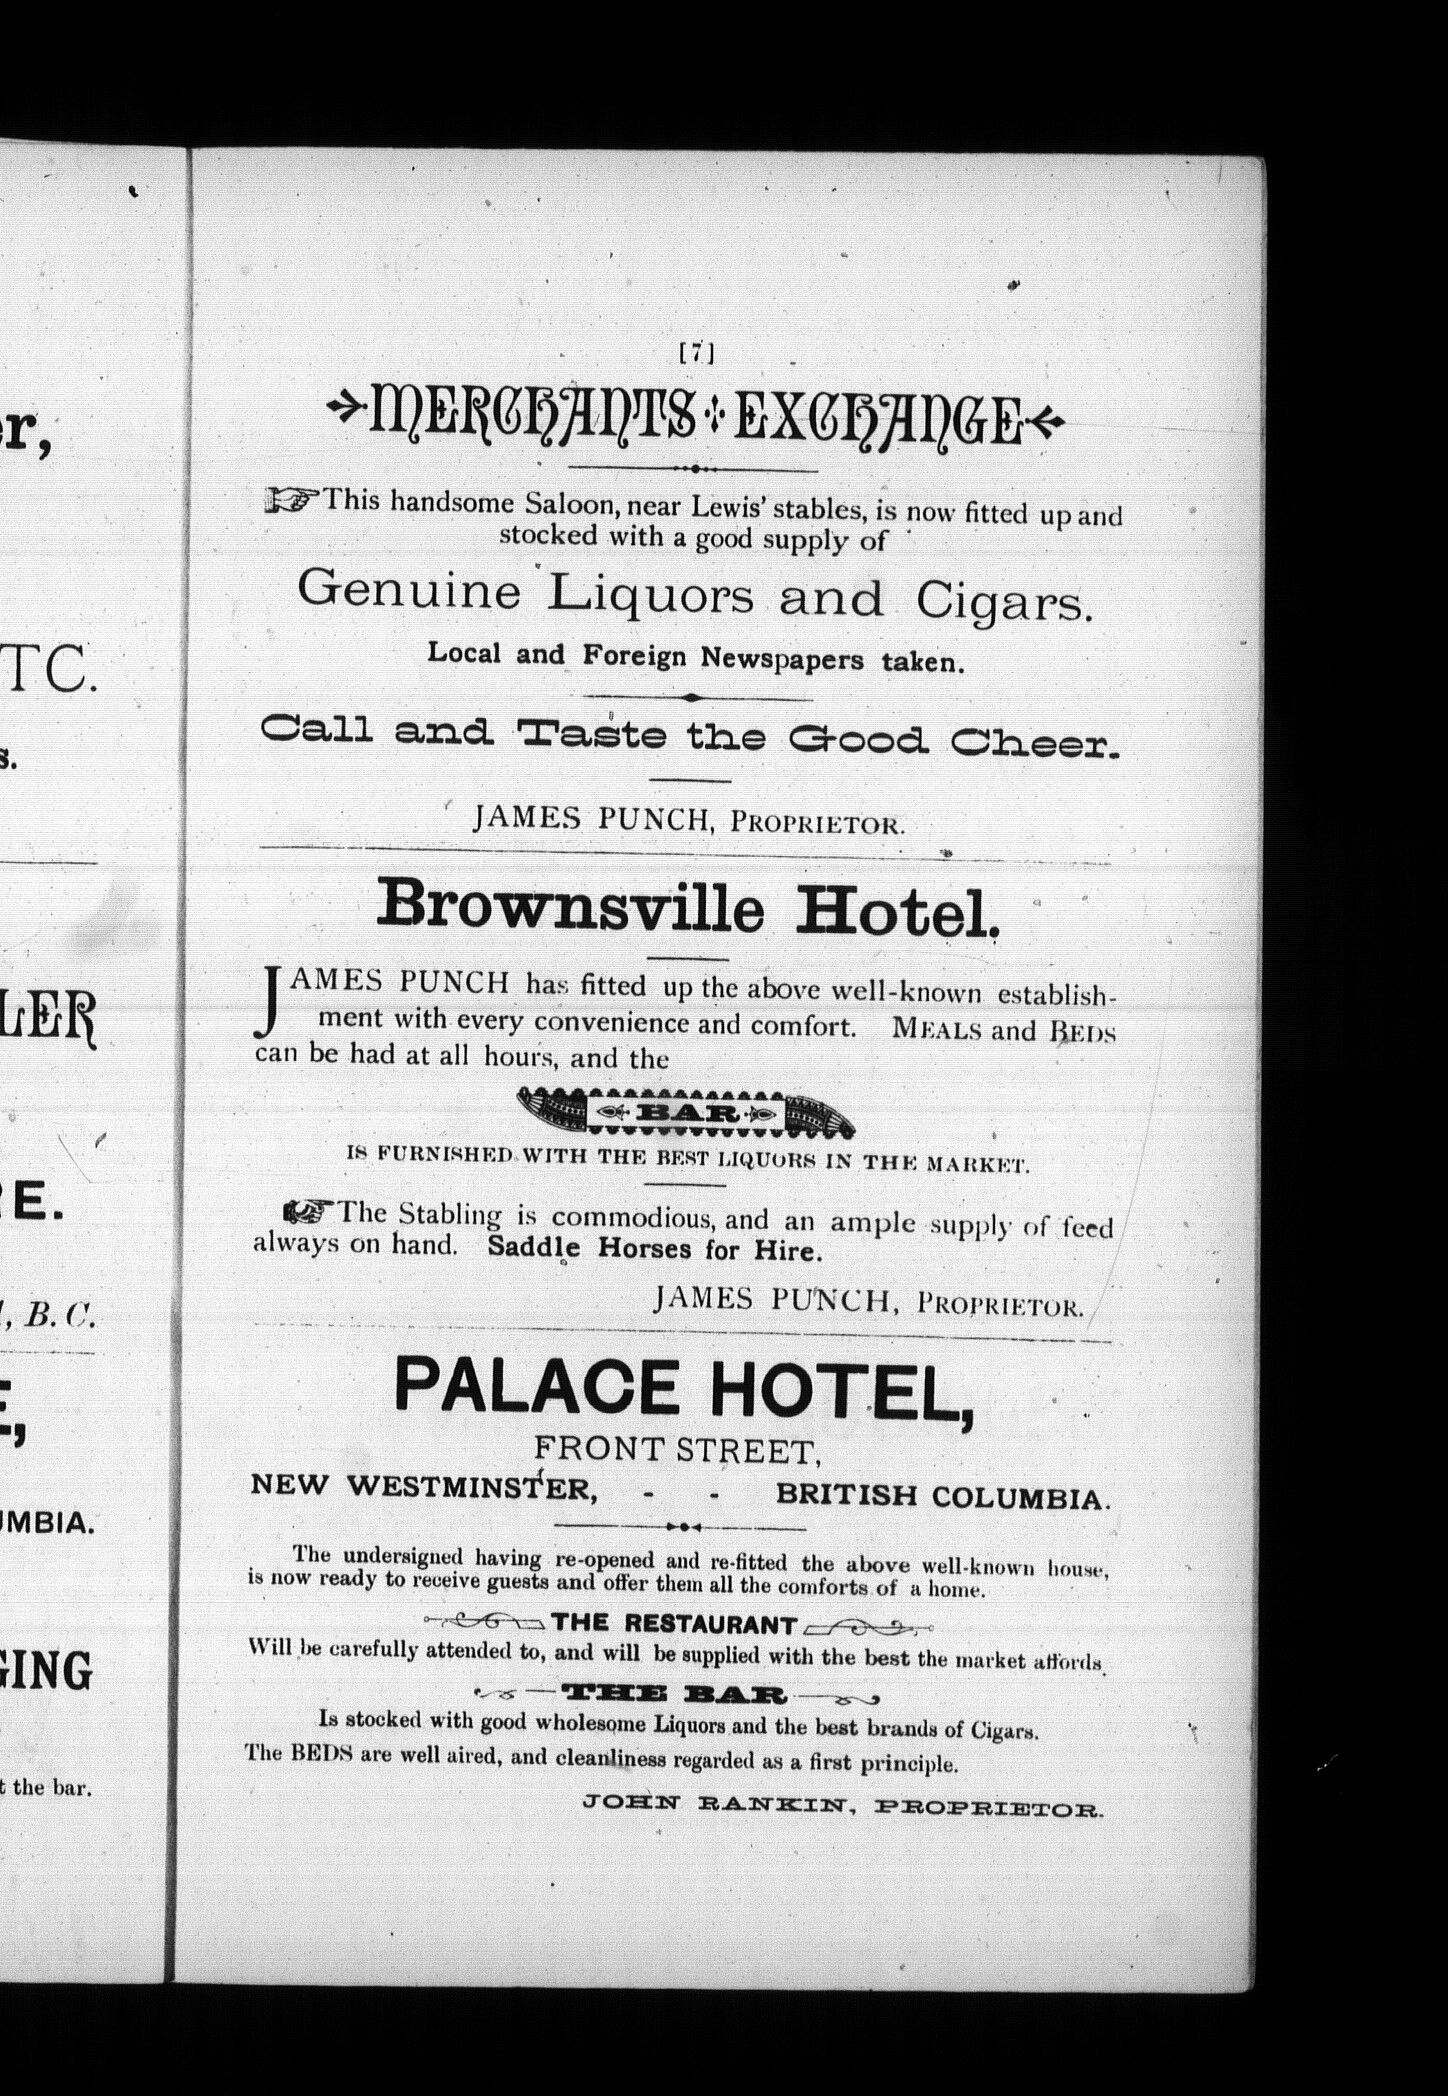 er,
TC.
s.
LER
RE.
, B. C.
E,
UMBIA.
GING
t the bar.
[7]
MERCHANTS EXCHANGE
This handsome Saloon, near Lewis' stables, is now fitted up and
stocked with a good supply of
Genuine Liquors and Cigars.
Local and Foreign Newspapers taken.
Call and Taste the Good Cheer.
JAMES PUNCH, PROPRIETOR.
Brownsville Hotel.
JAMES PUNCH has fitted up the above well-known establish-
ment with every convenience and comfort. MEALS and BEDS
can be had at all hours, and the
BAR
IS FURNISHED WITH THE BEST LIQUORS IN THE MARKET.
The Stabling is commodious, and an ample supply of feed
always on hand. Saddle Horses for Hire.
JAMES PUNCH, PROPRIETOR.
PALACE HOTEL,
FRONT STREET,
NEW WESTMINSTER, - - BRITISH COLUMBIA.
The undersigned having re-opened and re-fitted the above well-known house,
is now ready to receive guests and offer them all the comforts of a home.
THE RESTAURANT
Will be carefully attended to, and will be supplied with the best the market affords.
THE BAR
Is stocked with good wholesome Liquors and the best brands of Cigars.
The BEDS are well aired, and cleanliness regarded as a first principle.
JOHN RANKIN, PROPRIETOR.